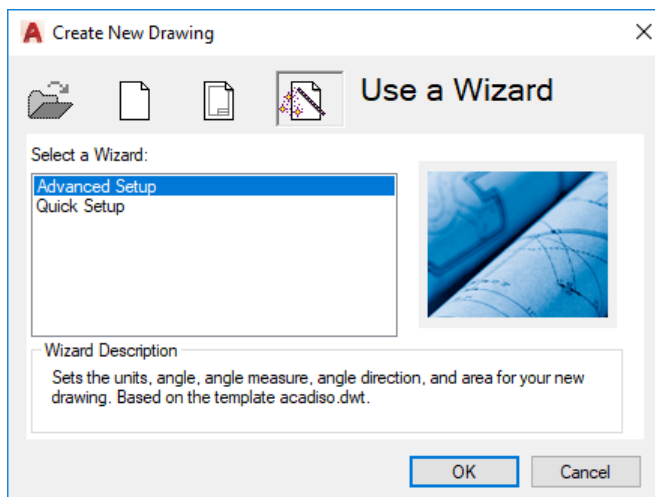 Create New Drawing
Use a Wizard
Select a Wizard:
Advanced Setup
Quick Setup
Wizard Description
Sets the units, angle, angle measure, angle direction, and area for your new
drawing. Based on the template acadiso.dwt.
OK
Cancel